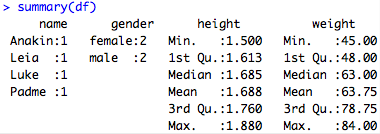 > summary(df)
     name     gender      height          weight
 Anakin:1   female:2   Min.   :1.500   Min.   :45.00
 Leia  :1   male  :2   1st Qu.:1.613   1st Qu.:48.00
 Luke  :1              Median :1.685   Median :63.00
 Padme :1              Mean   :1.688   Mean   :63.75
                       3rd Qu.:1.760   3rd Qu.:78.75
                       Max.   :1.880   Max.   :84.00